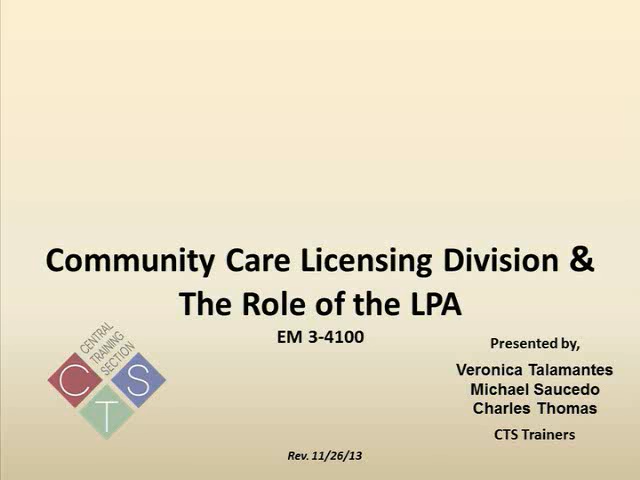 Community Care Licensing Division &
The Role of the LPA
EM 3-4100
CENTRAL
TRAINING
SECTION
C
T
S
Presented by,
Veronica Talamantes
Michael Saucedo
Charles Thomas
CTS Trainers
Rev. 11/26/13